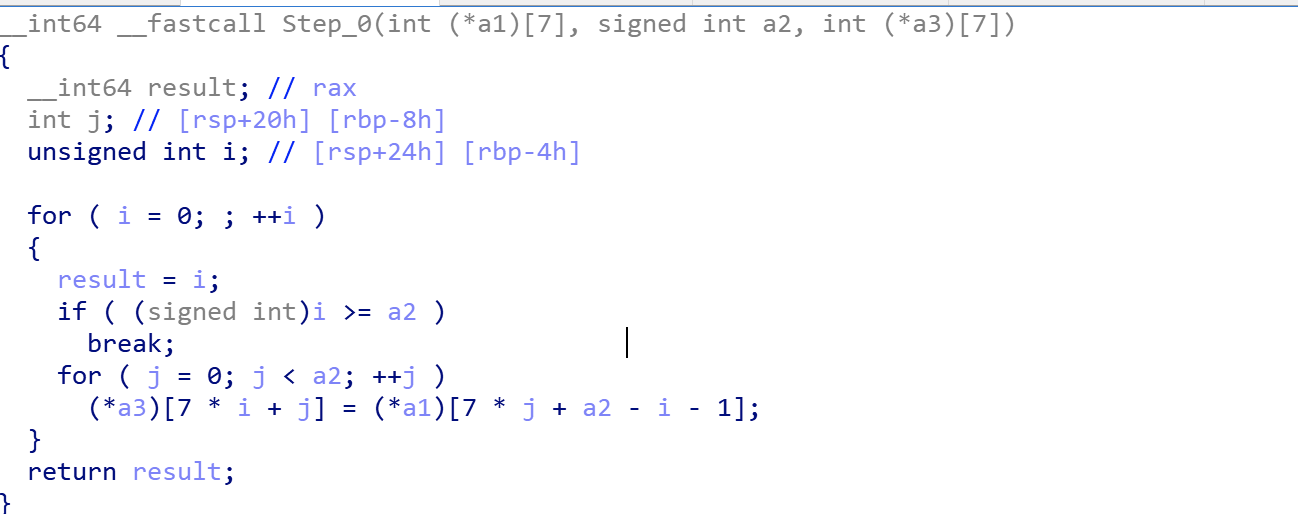 __int64 __fastcall Step_0(int (*a1)[7], signed int a2, int (*a3)[7])
{
  __int64 result; // rax
  int j; // [rsp+20h] [rbp-8h]
  unsigned int i; // [rsp+24h] [rbp-4h]

  for ( i = 0; ; ++i )
  {
    result = i;
    if ( (signed int)i >= a2 )
      break;
    for ( j = 0; j < a2; ++j )
      (*a3)[7 * i + j] = (*a1)[7 * j + a2 - i - 1];
  }
  return result;
}